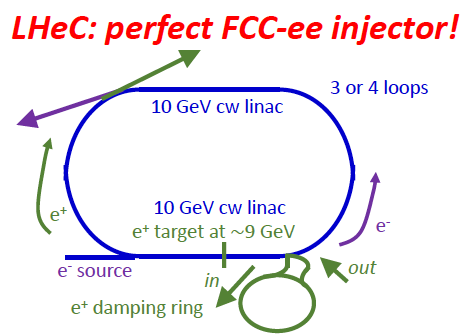 LHeC: perfect FCC-ee injector!
3 or 4 loops
10 GeV cw linac
e⁺
10 GeV cw linac
e⁺ target at ~9 GeV
e⁻
e⁻ source
in
out
e⁺ damping ring